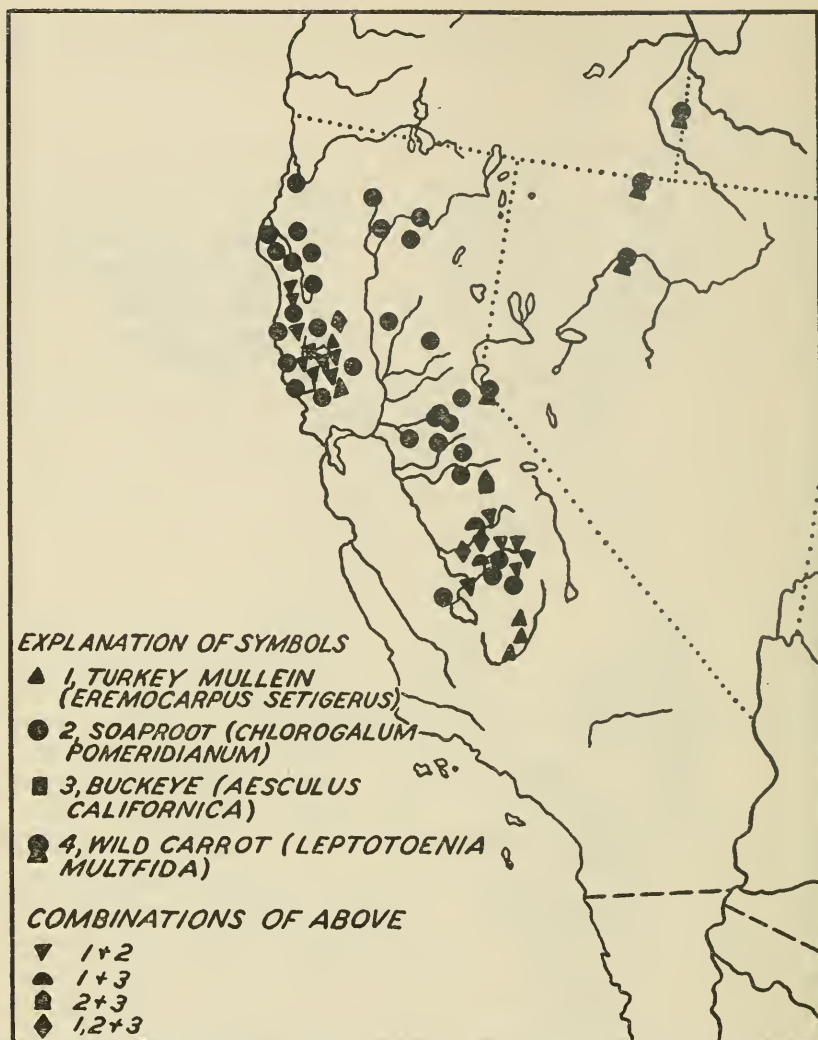 EXPLANATION OF SYMBOLS
1, TURKEY MULLEIN
(EREMOCARPUS SETIGERUS)
2, SOAPROOT (CHLOROGALUM
POMERIDIANUM)
3, BUCKEYE (AESCULUS
CALIFORNICA)
4, WILD CARROT (LEPTOTOENIA
MULTFIDA)
COMBINATIONS OF ABOVE
1+2
1+3
2+3
1,2+3